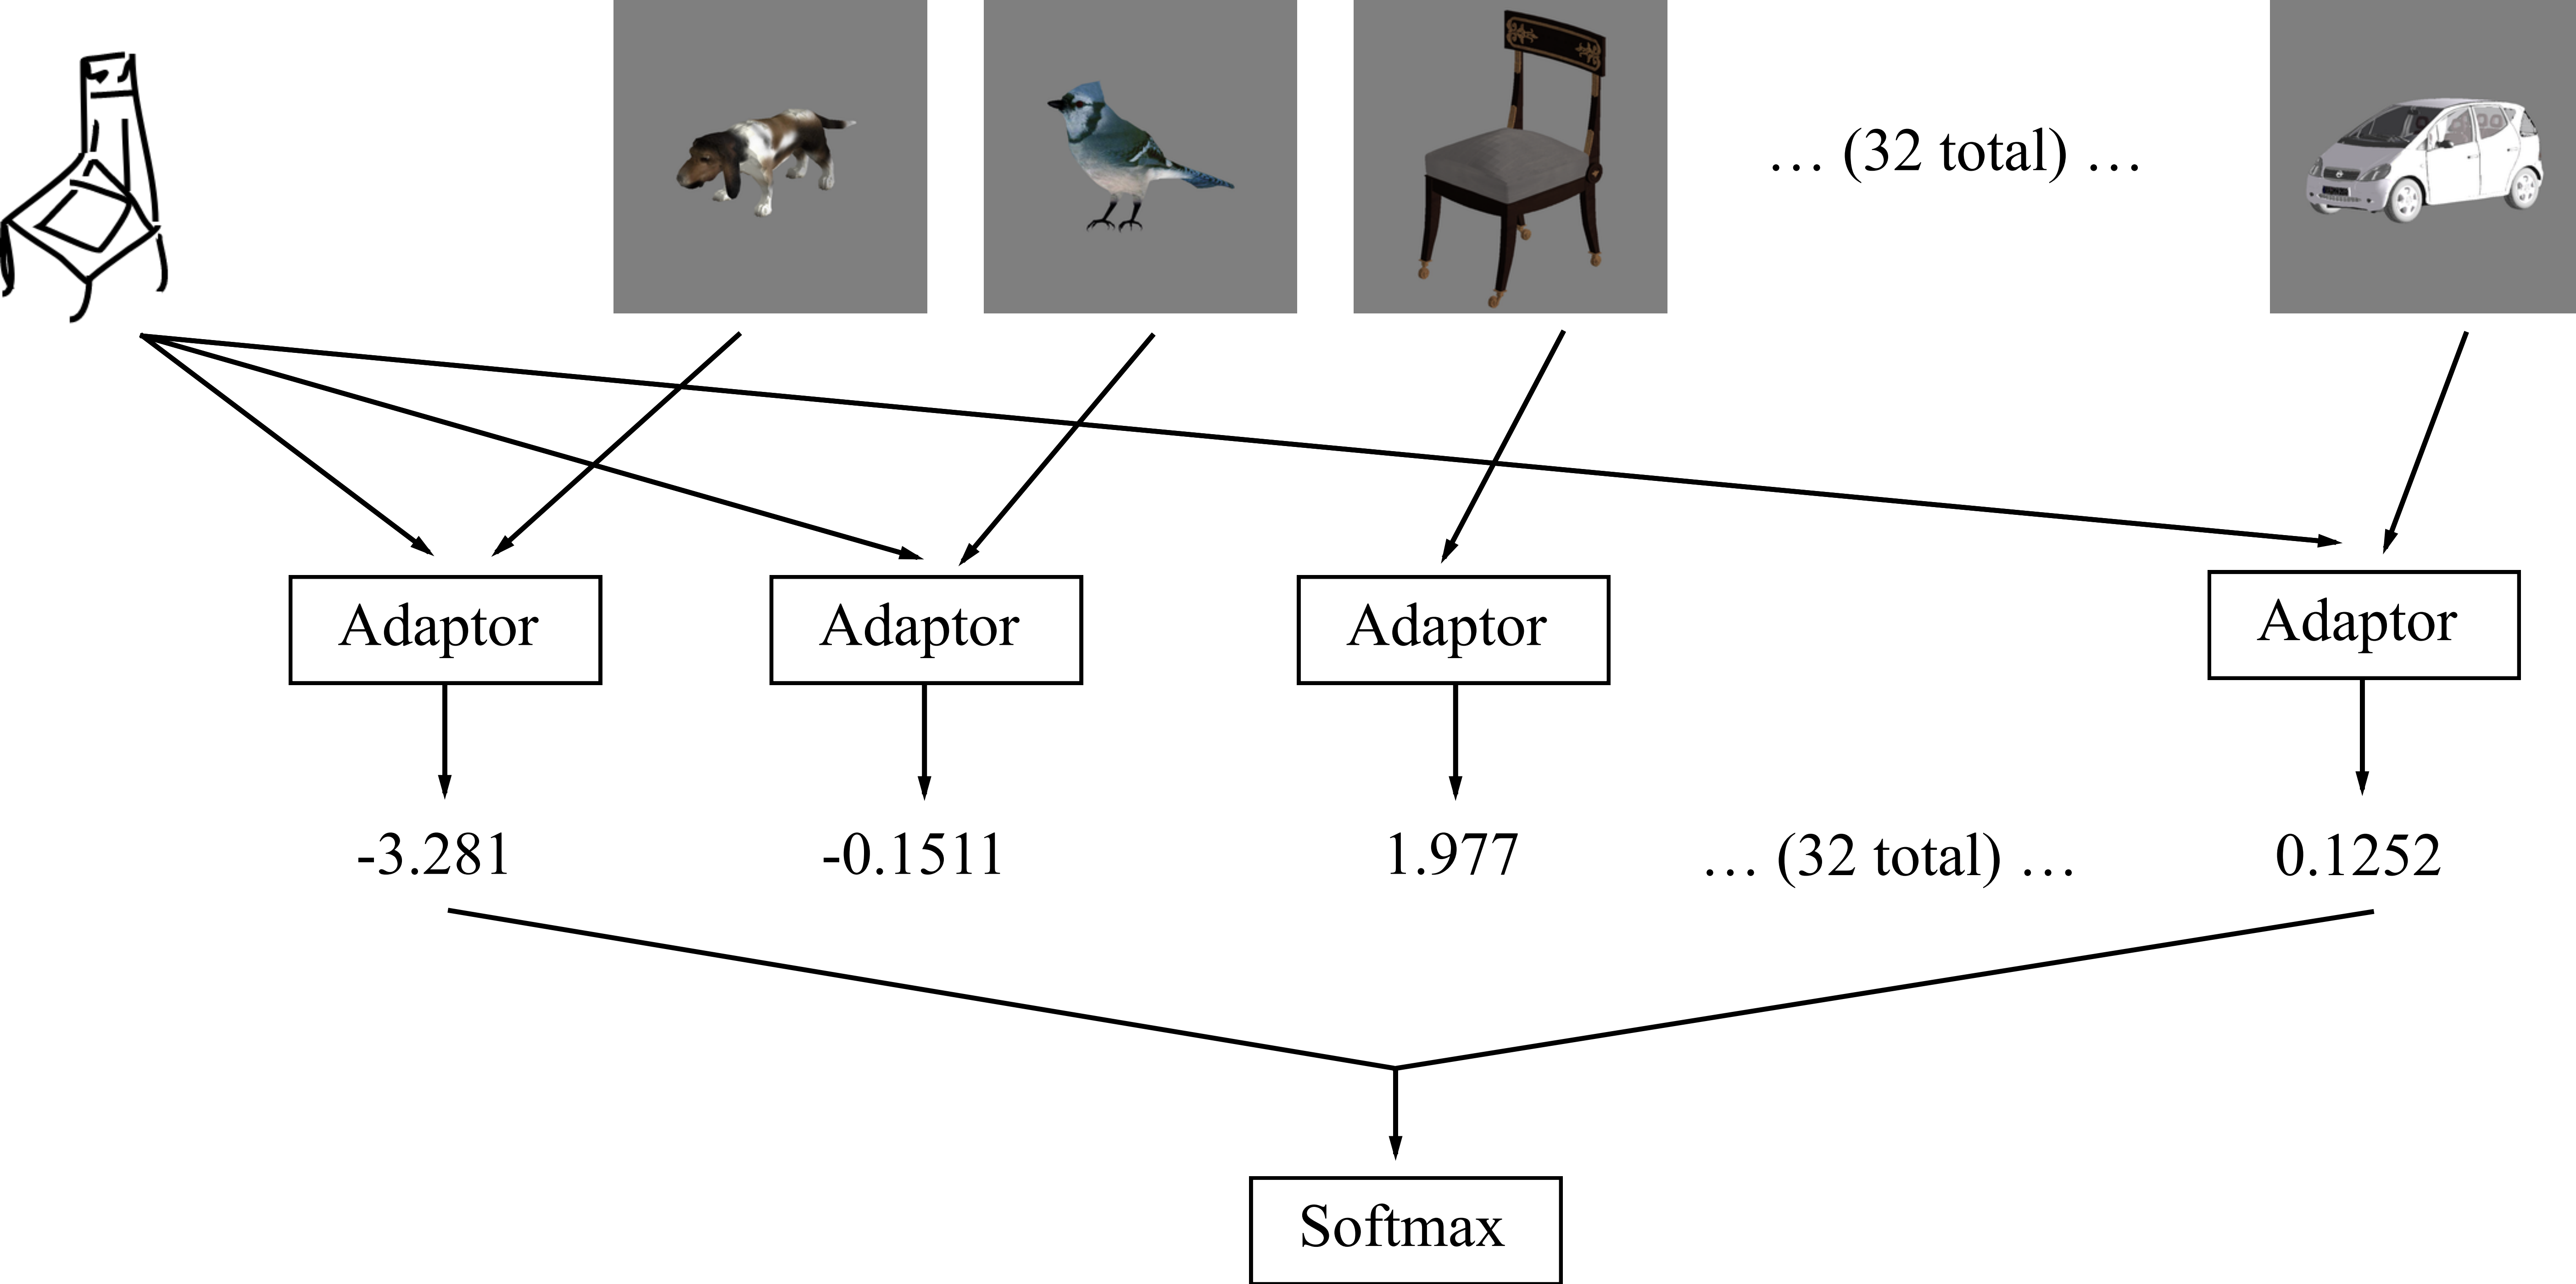 … (32 total) …
Adaptor
Adaptor
Adaptor
Adaptor
-3.281
-0.1511
1.977
… (32 total) …
0.1252
Softmax